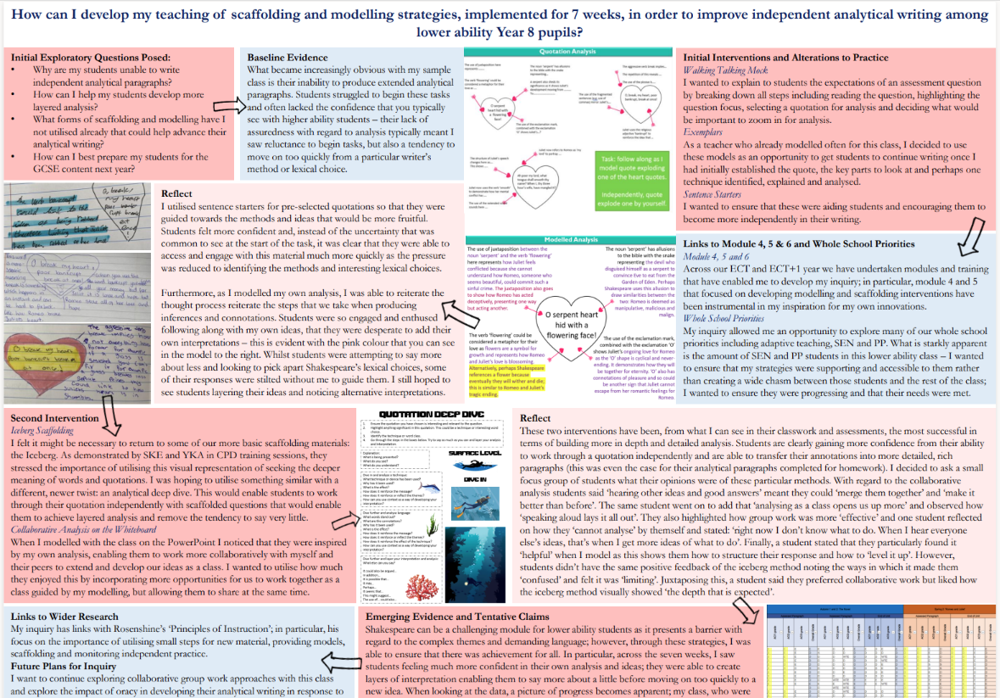 How can I develop my teaching of scaffolding and modelling strategies, implemented for 7 weeks, in order to improve independent analytical writing among
lower ability Year 8 pupils?
Initial Exploratory Questions Posed:
• Why are my students unable to write
independent analytical paragraphs?
• How can I help my students develop
layered analysis?
• What forms of scaffolding and modelling have I
not utilised already that could help advance their
analytical writing?
• How can I best prepare my students for the
GCSE content next year?
Baseline Evidence
What became increasingly obvious with my sample
class is their inability to produce extended analytical
paragraphs. Students struggled to begin these tasks
and often lacked the confidence that you typically
see with higher ability students – their lack of
assuredness with regard to analysis typically meant I
saw resistance to begin tasks, but also a tendency to
move on too quickly from a particular writer's
method or lexical choice.
Quotation Analysis
O serpent
heart hid
with a
flowering
face!
Task: follow along as I
model quote exploding
one of the heart quotes.
Independently, quote
explode one by yourself.
Initial Interventions and Alterations to Practice
Walking Talking Mock
I wanted to explain to students the expectations of an essay question
by breaking down all steps including reading the question, highlighting the
question focus, selecting a quotation for analysis and deciding what would
be important to zoom in for analysis.
Exemplars
As a teacher who already modelled often for this class, I decided to use
these models as an opportunity to get students to continue writing once I
had initially established the quote, the key parts to look at and perhaps one
technique identified, explained and analysed.
Sentence Starters
I wanted to ensure that these were aiding students and encouraging them to
become more independently in their writing.
Reflect
I utilised sentence starters for pre-selected quotations so that they were
guided towards the methods and ideas that would be more fruitful.
Students felt more confident and, instead of the uncertainty that was
common to see at the start of the task, it was clear that they were able to
access and engage with this material much more quickly as the pressure
was reduced to identifying the methods and interesting lexical choices.
Furthermore, as I modelled my own analysis, I was able to reiterate the
thought process reiterate the steps that we take when producing
inferences and connotations. Students were so engaged and enthused
following along with my own ideas, that they were desperate to add their
own interpretations – this is evident with the pink colour that you can see
in the model to the right. Whilst students were attempting to say more
about less and looking to pick apart Shakespeare's lexical choices, some
of their response were stilted without me to guide them. I still hoped to
see students layering their ideas and noticing alternative interpretations.
Modelled Analysis
The use of juxtaposition between the
noun 'serpent' and the verb 'flowering'
here represents how Juliet feels
conflicted because she cannot
understand how Romeo, someone who
seems beautiful, could commit such a
sinful crime. The juxtaposition also goes
to show how Romeo has acted
deceptively, presenting one way
but acting another.
The noun 'serpent' has allusions
to the bible with the snake
representing the devil who
disguised himself as a serpent to
convince Eve to eat from the
Garden of Eden. Perhaps
Shakespeare uses this allusion to
draw similarities between the
two: Romeo is deemed as
manipulative, malicious and
malign.
O serpent heart
hid with a
flowering face!
The verb 'flowering' could be
considered a metaphor for their
love as flowers are a symbol for
growth and represents how Romeo
and Juliet's love is blossoming.
Alternatively, perhaps Shakespeare
references a flower because
eventually they will wither and die;
this is similar to Romeo and Juliet's
tragic ending.
The use of the exclamation mark,
combined with the exclamation
'O' shows Juliet's ongoing love for Romeo
as the 'O' shape is cyclical and never-
ending. it demonstrates how they will
be together for eternity. 'O' also has
connotations of pleasure and so could
be another sign that Juliet cannot
escape from her romantic feelings for
Romeo.
Links to Module 4, 5 & 6 and Whole School Priorities
Module 4, 5 and 6
Across our ECT and ECT+1 year we have undertaken modules and training
that have enabled me to develop my inquiry; in particular module 4 and 5
that focused on developing modelling and scaffolding interventions have
been instrumental in my inspiration for my interventions.
Whole School Priorities
My inquiry allowed me an opportunity to explore many of our whole school
priorities including adaptive teaching, SEN and PP. What is starkly apparent
is the amount of SEN and PP students in this lower ability class – I wanted
to ensure that my strategies were supporting and accessible to them rather
than creating a wide chasm between those students and the rest of the class;
I wanted to ensure they were progressing and that their needs were met.
Second Intervention
Iceberg Scaffolding
I felt it might be necessary to return to some of our more basic scaffolding materials:
the Iceberg. As demonstrated by SKE and YKA in CPD training sessions, they
stressed the importance of utilising this visual representation of seeking the deeper
meaning of words and quotations. I was hoping to utilise something similar with a
different, newer twist: an analytical deep dive. This would enable students to work
through their quotation independently with scaffolded questions that would enable
them to achieve layered analysis and remove the tendency to say very little.
Collaborative Analysis on the Whiteboard
When I modelled with the class on the PowerPoint I noticed that they were inspired
by my own analysis, enabling them to work more collaboratively with myself and
their peers to extend and develop our ideas as a class. I wanted to utilise how much
they enjoyed this by incorporating more opportunities for us to work together as a
class guided by my modelling, but allowing them to share at the same time.
QUOTATION DEEP DIVE
SURFACE LEVEL
DIVE IN
Reflect
These two interventions have been, from what I can see in their classwork and assessments, the most successful in
terms of building more in depth and detailed analysis. Students are clearly gaining more confidence from their ability
to work through a quotation independently and are able to transfer their annotations into more detailed, rich
paragraphs (this was even the case for their analytical paragraphs completed for homework). I decided to ask a small
focus group of students what their opinions were of these particular methods. With regard to the collaborative
analysis students said 'hearing other ideas and good thoughts' meant they could 'merge them together' and 'make it
better than before'. The same student went on to add that 'analysis as a class opens us up more' and observed how
'speaking aloud lays it all out'. They also highlighted how group work was more 'effective' and one student reflected
on how they 'cannot analyse' by themself and stated: 'right now I don't know what to do. When I hear everyone
else's ideas, that's when I get more ideas of what to write'. They also noted that they particularly found it
'helpful' when I model as this shows them how to structure their response and how to 'level it up'. However,
students didn't have the same positive feedback of the deep dive sheet noting the ways in which it made them
'confused' and felt it was 'limiting'. Juxtaposing this, a student said they preferred collaborative work but liked how
the iceberg method visually showed 'the depth that is expected'.
Links to Wider Research
My inquiry has links with Rosenshine's 'Principles of Instruction'; in particular, his
focus on the importance of utilising small steps for new material, providing models,
scaffolding and monitoring independent practice.
Future Plans for Inquiry
I want to continue exploring collaborative group work approaches with this class
and explore the impact of oracy in developing their analytical writing in response to
Emerging Evidence and Tentative Claims
Shakespeare can be a challenging module for lower ability students as it presents a barrier with
regard to the complex themes and demanding language; however, through these strategies, I was
able to ensure that there was achievement for all. In particular, across the seven weeks, I saw
students feeling much more confident in their own analysis and ideas; they were able to create
layers of interpretation enabling them to say more about a little before moving on too quickly to a
new idea. When looking at the data, a picture of progress becomes apparent; my class, who were